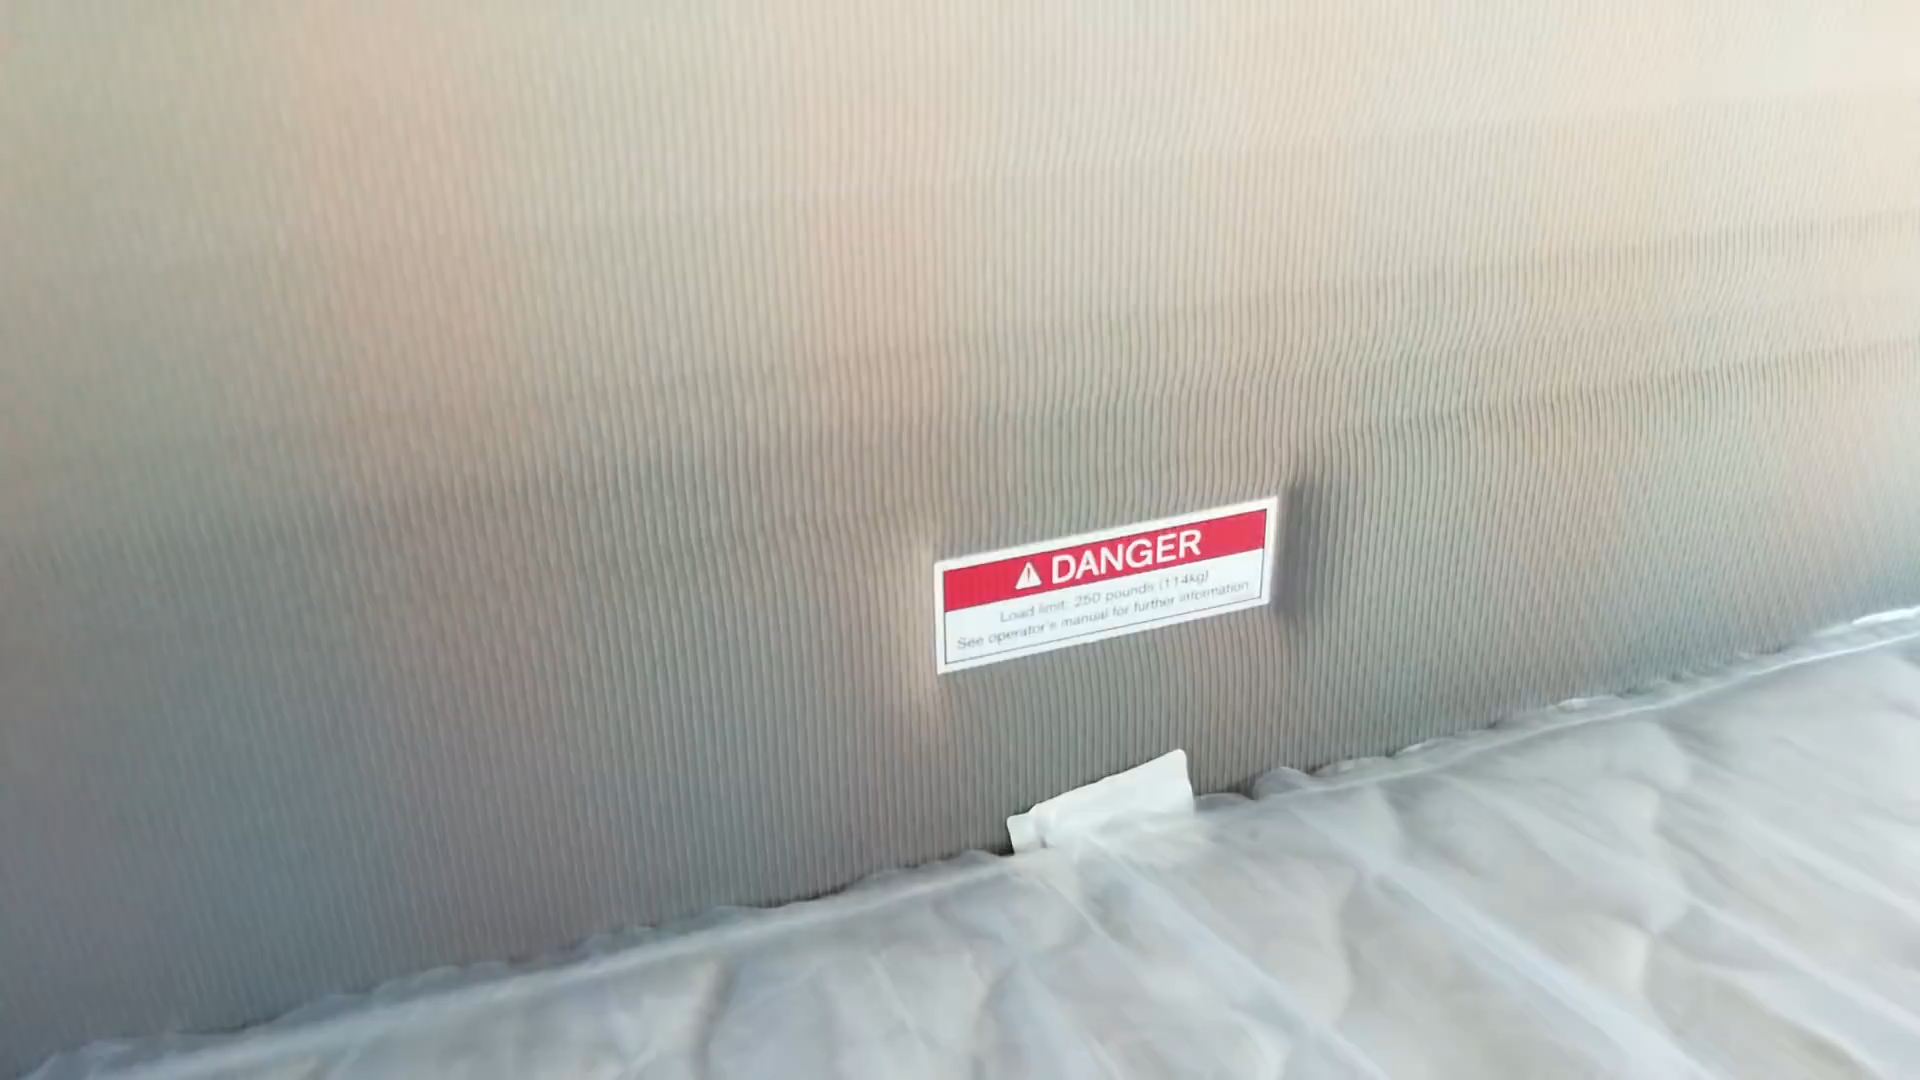 DANGER
Load limit: 250 pounds (114kg)
See operator's manual for further information